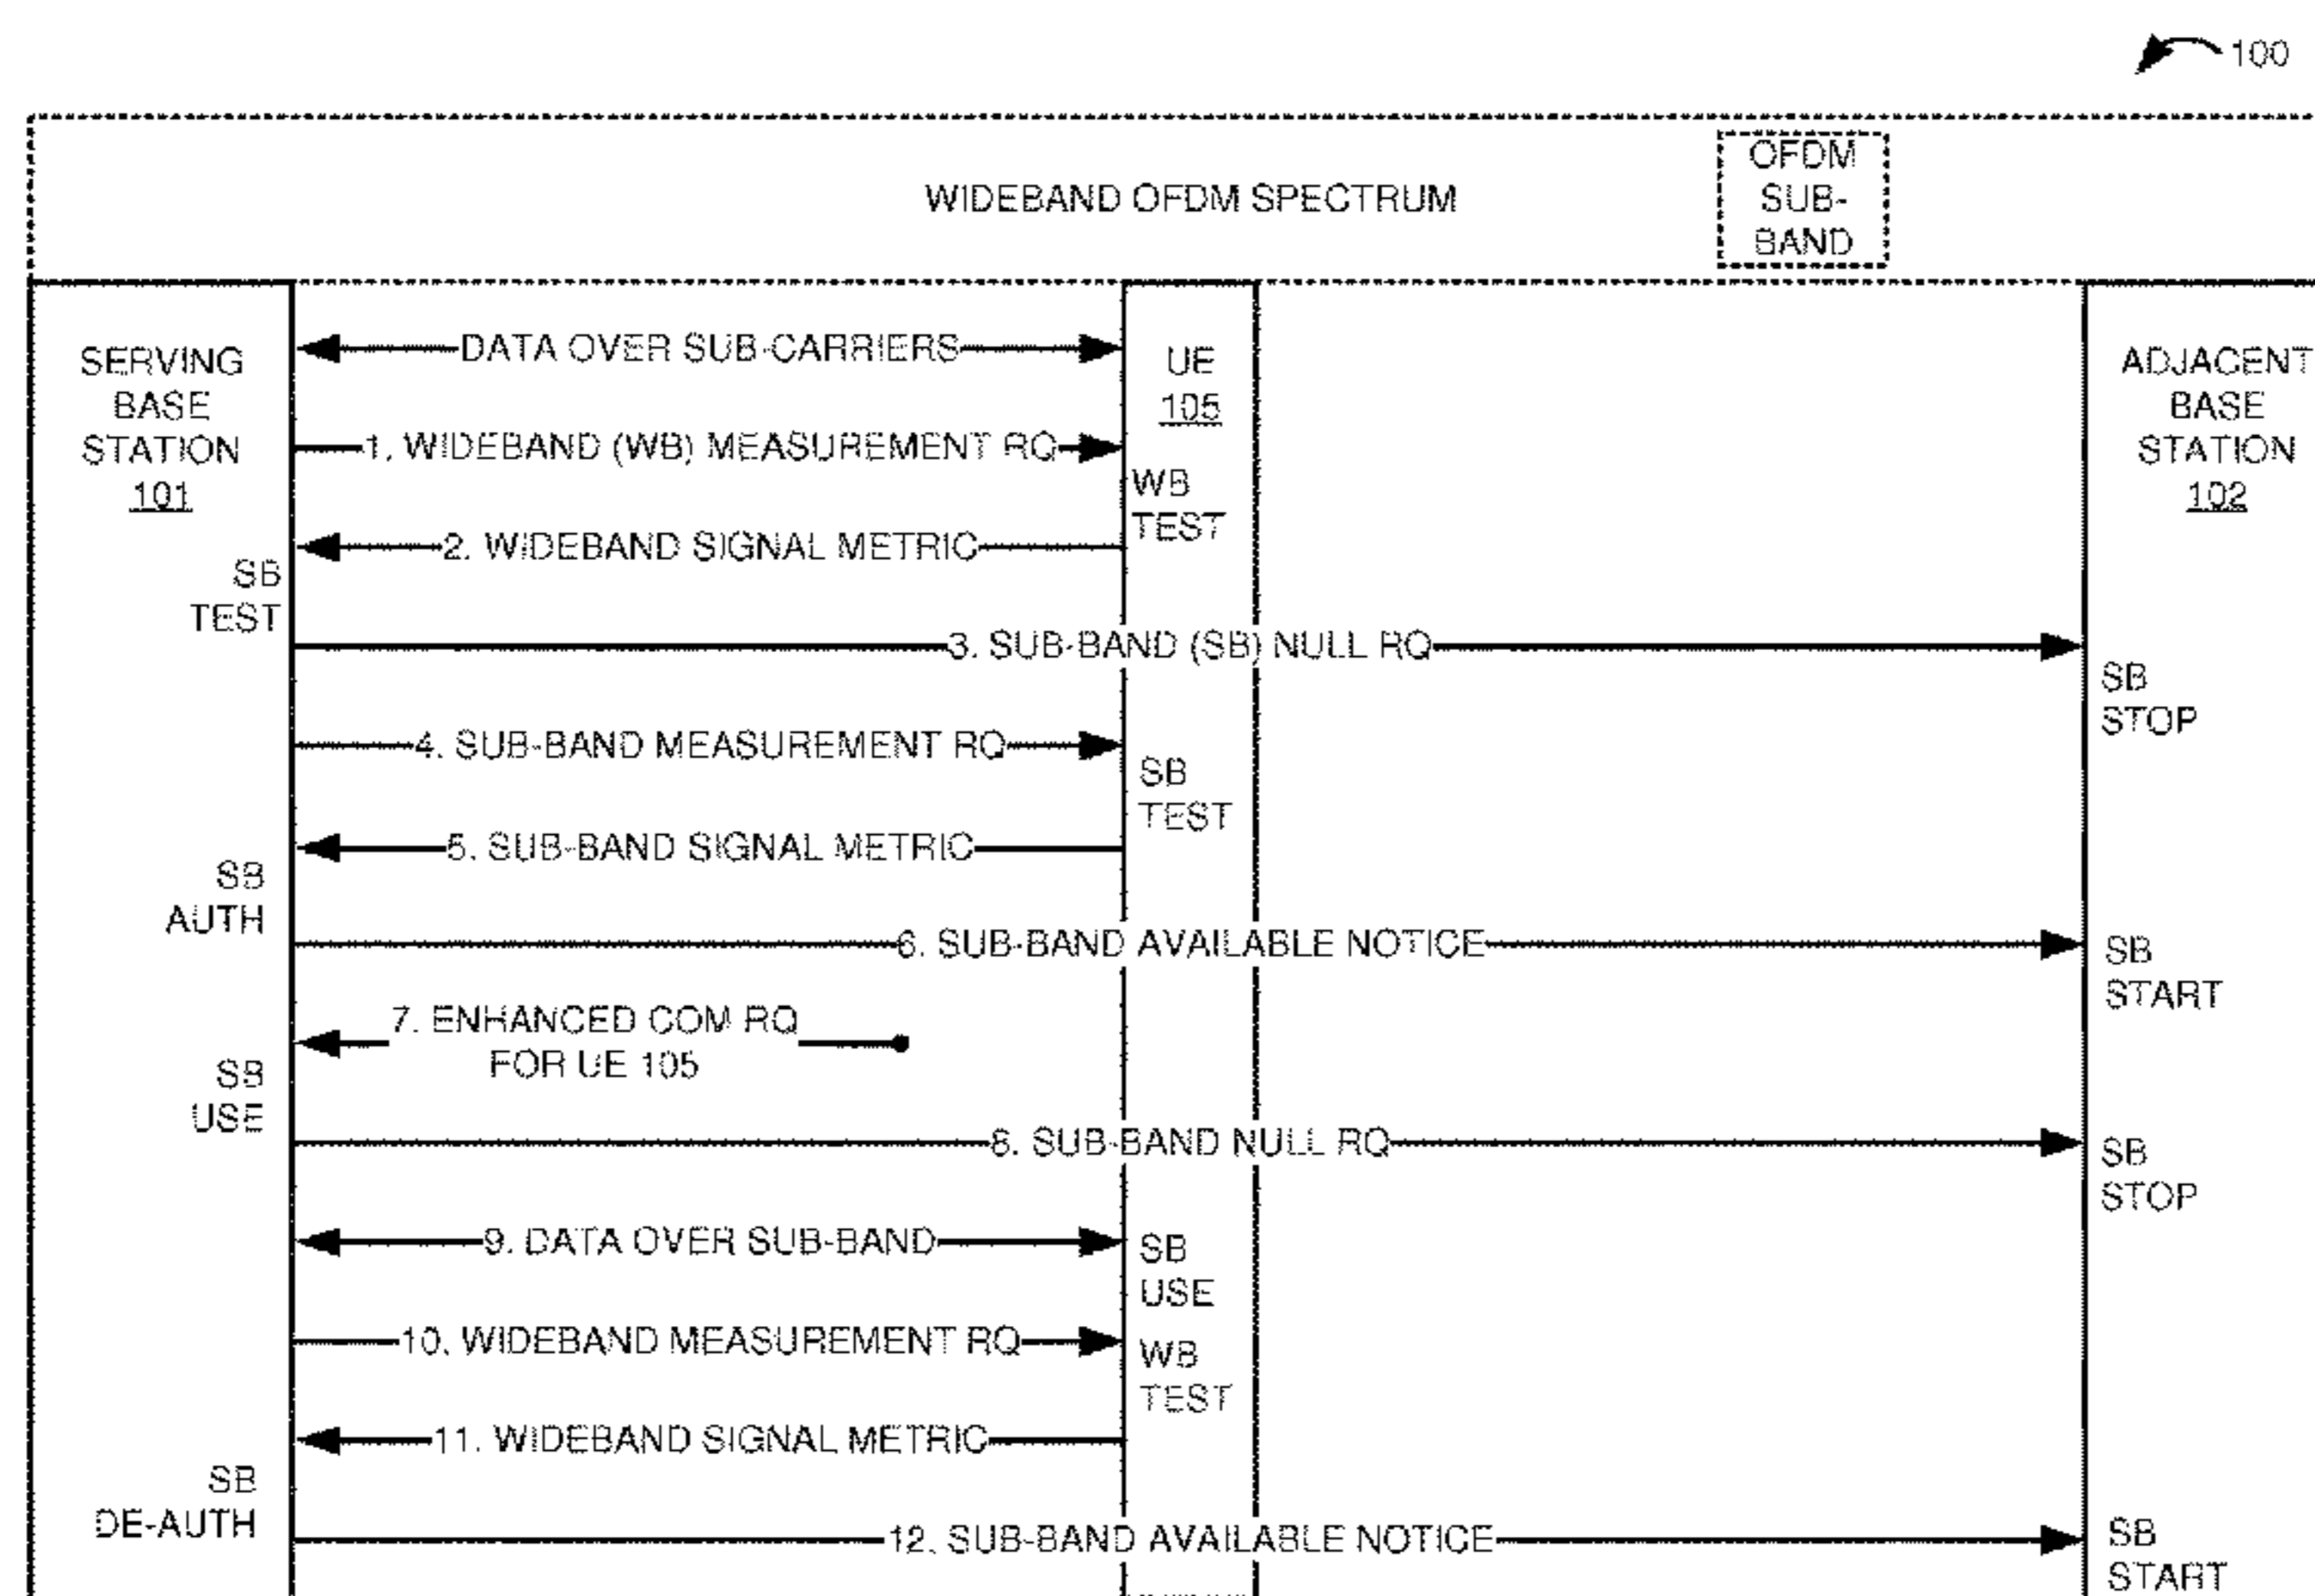 100
WIDEBAND OFDM SPECTRUM
OFDM
SUB-
BAND
SERVING
BASE
STATION
101
UE
105
ADJACENT
BASE
STATION
102
DATA OVER SUB-CARRIERS
1. WIDEBAND (WB) MEASUREMENT RQ
WB
TEST
2. WIDEBAND SIGNAL METRIC
SB
TEST
3. SUB-BAND (SB) NULL RQ
SB
STOP
4. SUB-BAND MEASUREMENT RQ
SB
TEST
5. SUB-BAND SIGNAL METRIC
SB
AUTH
6. SUB-BAND AVAILABLE NOTICE
SB
START
7. ENHANCED COM RQ
FOR UE 105
SB
USE
8. SUB-BAND NULL RQ
SB
STOP
9. DATA OVER SUB-BAND
SB
USE
10. WIDEBAND MEASUREMENT RQ
WB
TEST
11. WIDEBAND SIGNAL METRIC
SB
DE-AUTH
12. SUB-BAND AVAILABLE NOTICE
SB
START